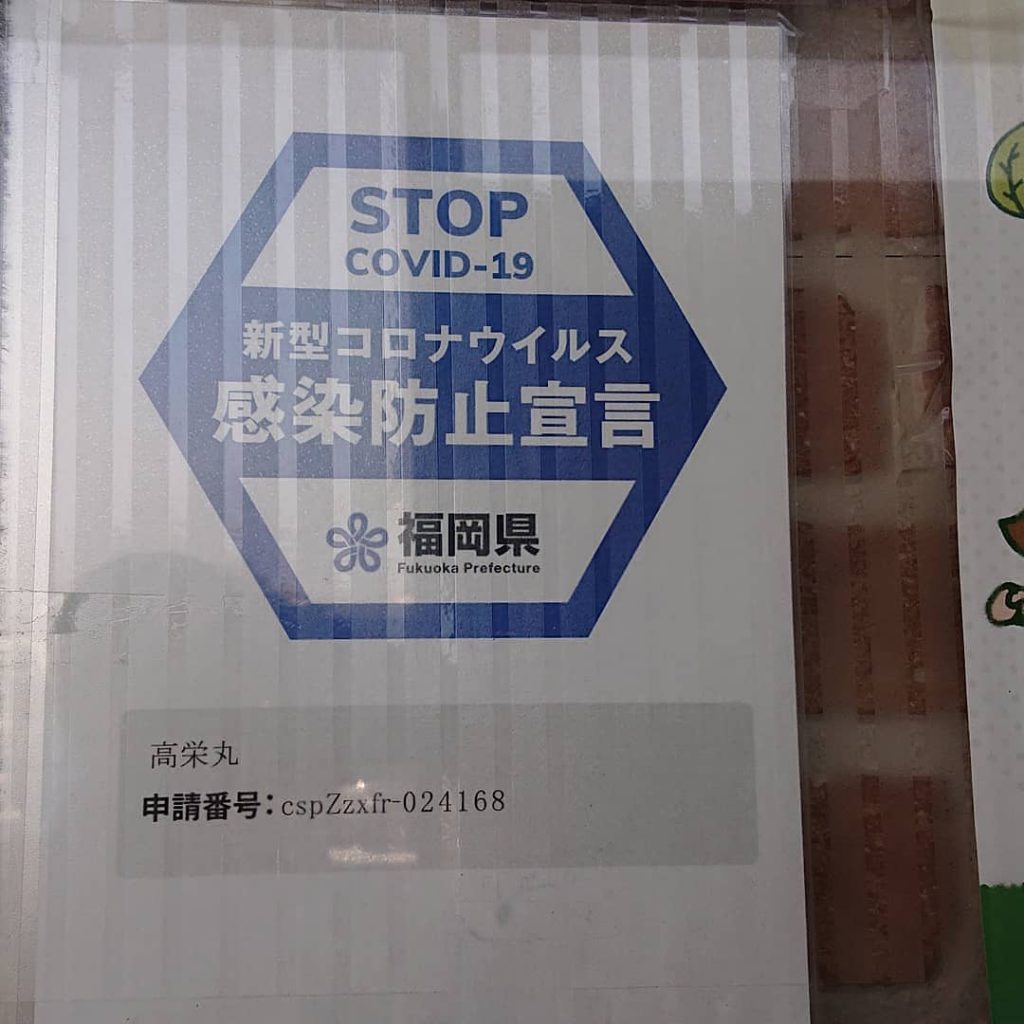 STOP
COVID-19
新型コロナウイルス
感染防止宣言
福岡県
Fukuoka Prefecture
高栄丸
申請番号：cspZzxfr-024168